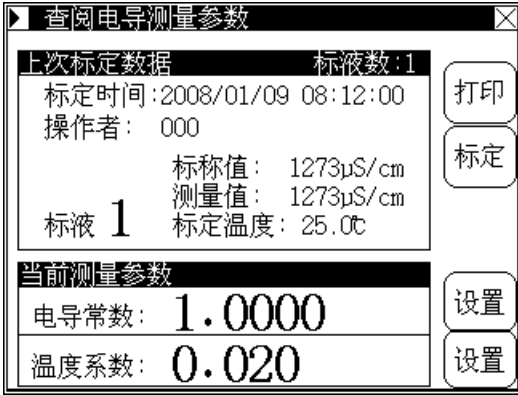 查阅电导测量参数
上次标定数据 标液数:1
标定时间:2008/01/09 08:12:00
操作者: 000
标称值: 1273µS/cm
测量值: 1273µS/cm
标液 1 标定温度: 25.0℃
打印
标定
当前测量参数
电导常数: 1.0000
设置
温度系数: 0.020
设置